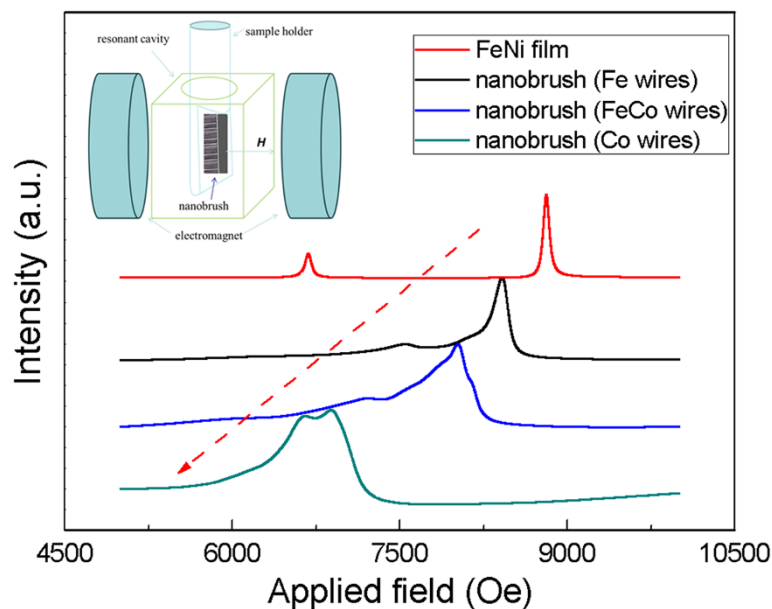 resonant cavity
sample holder
H
nanobrush
electromagnet
FeNi film
nanobrush (Fe wires)
nanobrush (FeCo wires)
nanobrush (Co wires)
Intensity (a.u.)
4500 6000 7500 9000 10500
Applied field (Oe)